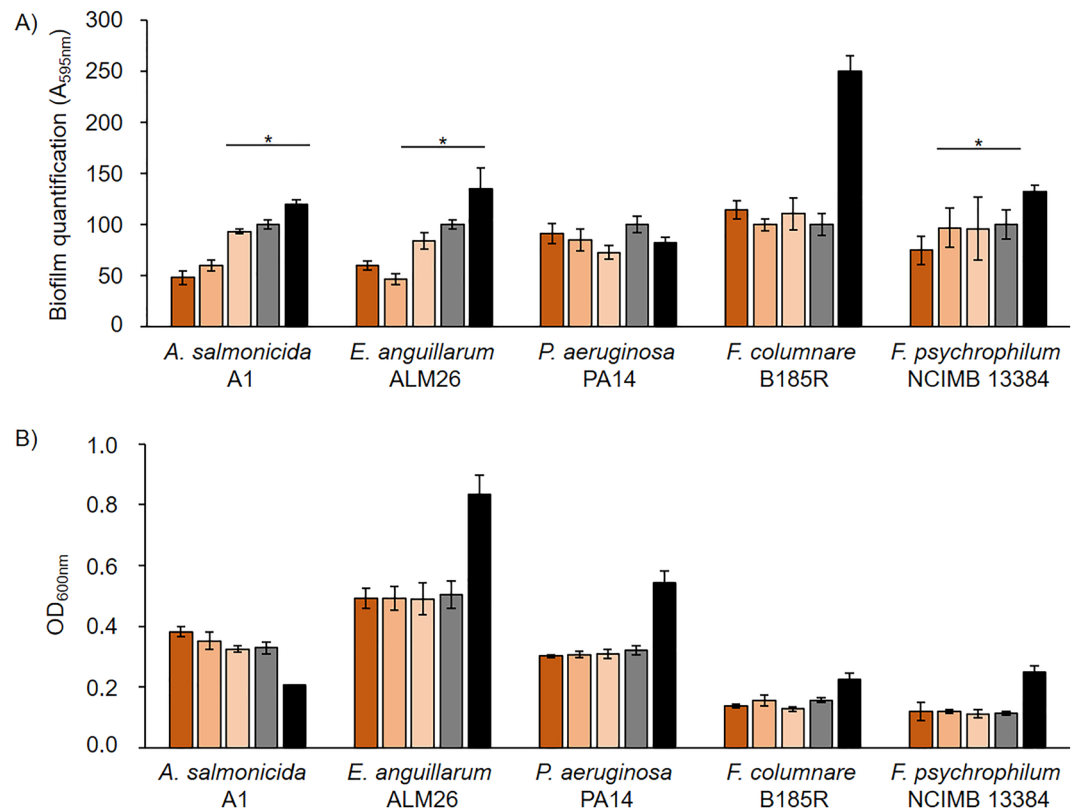 A)
Biofilm quantification (A595nm)
300
250
200
150
100
50
0
*
*
*
A. salmonicida
A1
E. anguillarum
ALM26
P. aeruginosa
PA14
F. columnare
B185R
F. psychrophilum
NCIMB 13384
B)
OD600nm
1.0
0.8
0.6
0.4
0.2
0.0
A. salmonicida
A1
E. anguillarum
ALM26
P. aeruginosa
PA14
F. columnare
B185R
F. psychrophilum
NCIMB 13384